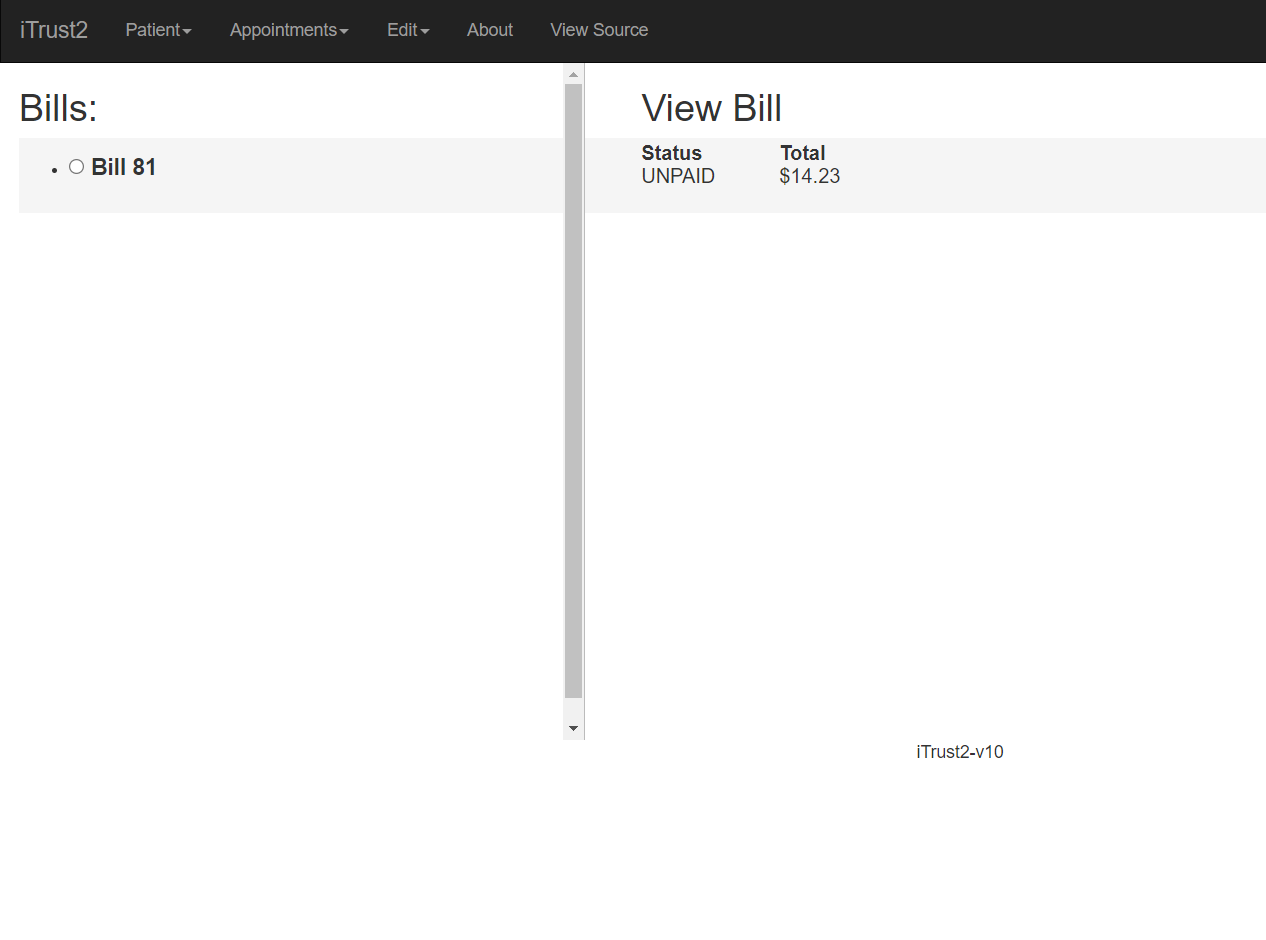 iTrust2 Patient Appointments Edit About View Source
Bills:
Bill 81
View Bill
Status Total
UNPAID $14.23
iTrust2-v10